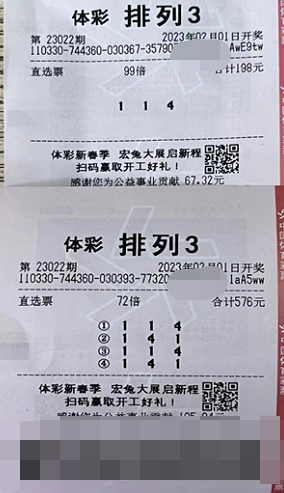 体彩 排列3
第 23022期 2023年02月01日开奖
110330-744360-030367-35790 AwE9tw
直选票 99倍 合计198元
1 1 4
体彩新春季 宏兔大展启新程
扫码赢取开工好礼！
感谢您为公益事业贡献 67.32元
体彩 排列3
第 23022期 2023年02月01日开奖
110330-744360-030393-77320 1aA5ww
直选票 72倍 合计576元
① 1 1 4
② 1 4 1
③ 1 1 4
④ 1 4 1
体彩新春季 宏兔大展启新程
扫码赢取开工好礼！